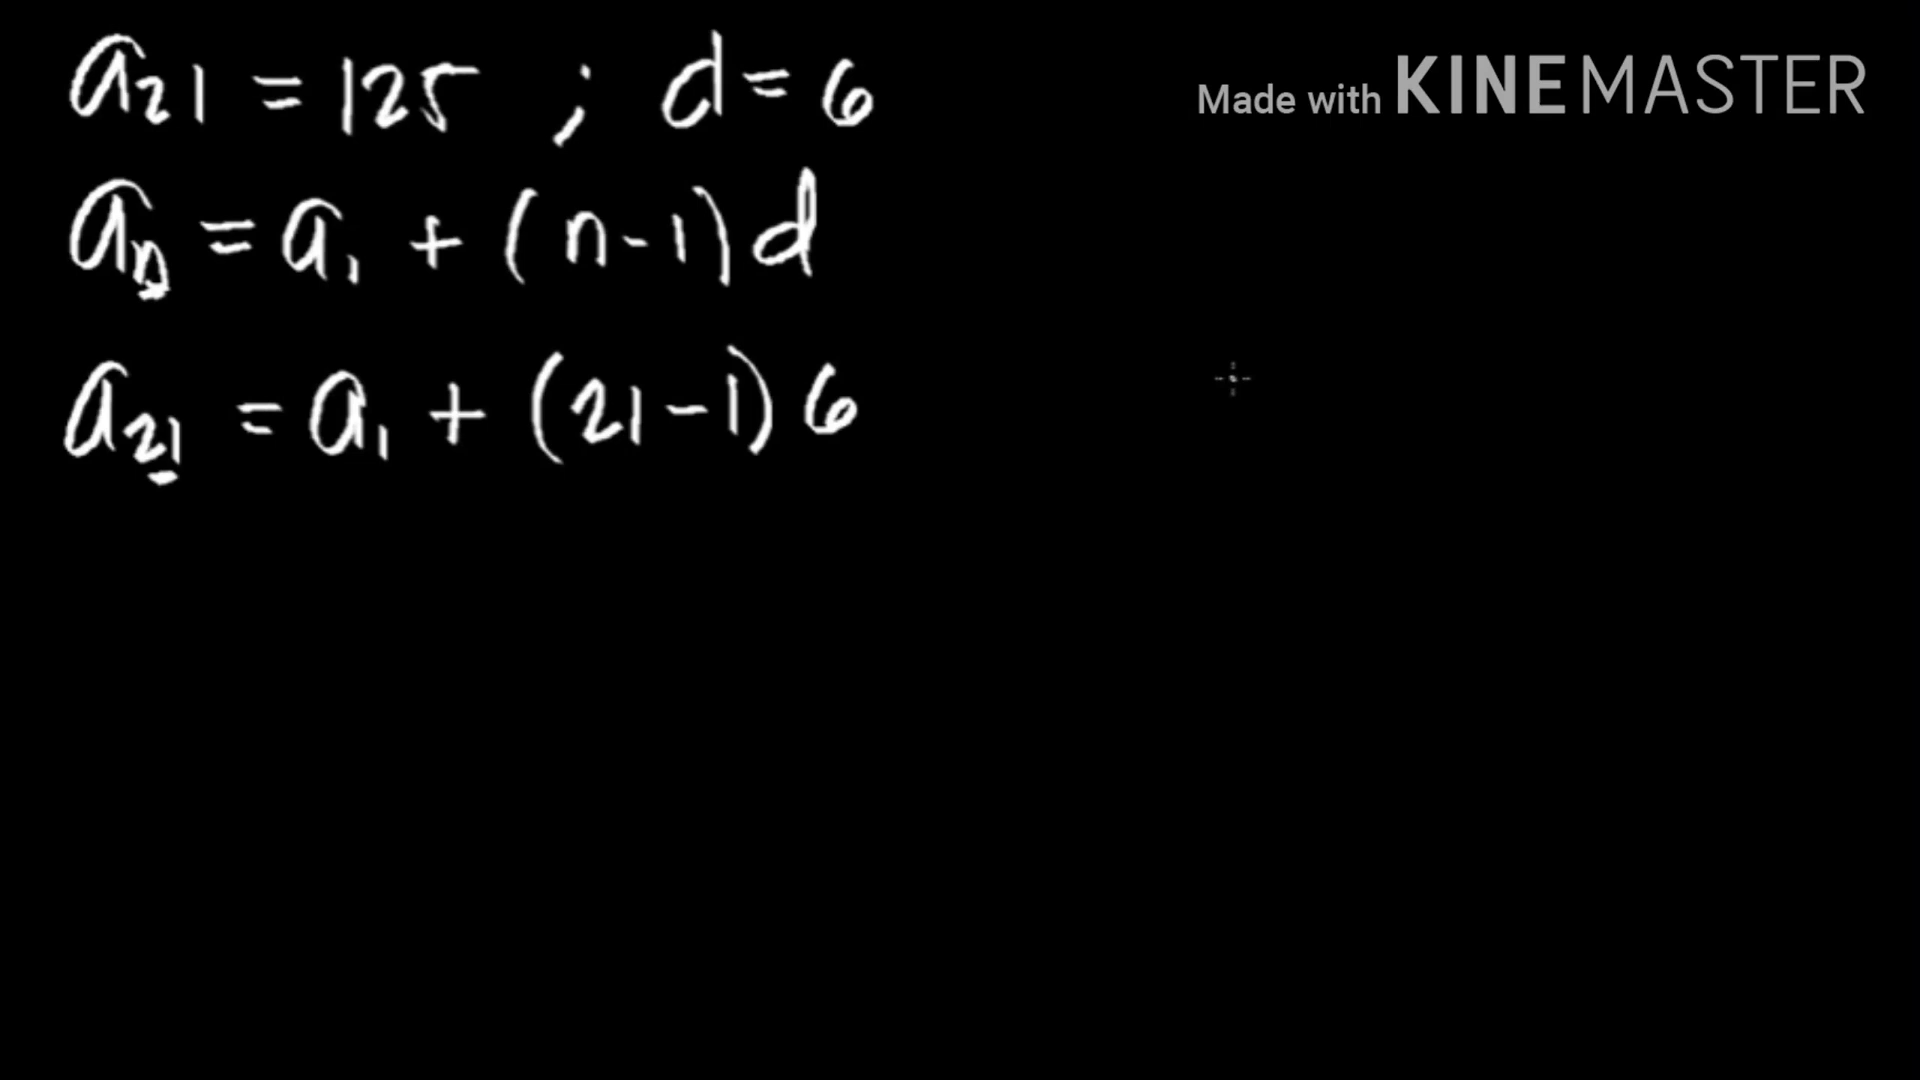 a₂₁ = 125 ; d = 6
Made with KINEMASTER
aₙ = a₁ + (n-1)d
a₂₁ = a₁ + (21-1)6